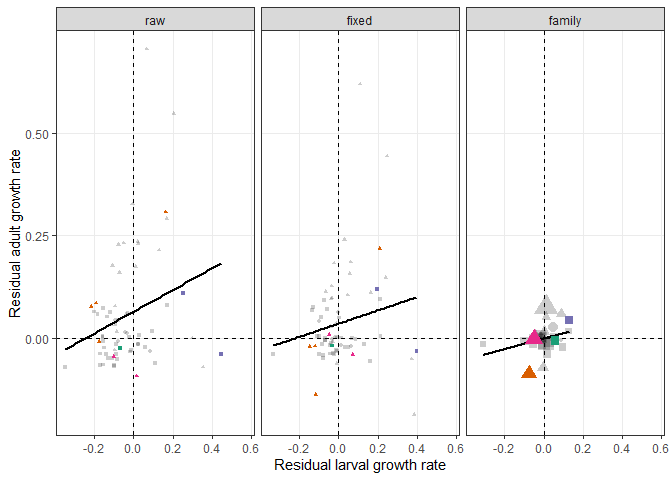 raw fixed family
Residual adult growth rate
0.50
0.25
0.00
-0.2 0.0 0.2 0.4 0.6 -0.2 0.0 0.2 0.4 0.6 -0.2 0.0 0.2 0.4 0.6
Residual larval growth rate